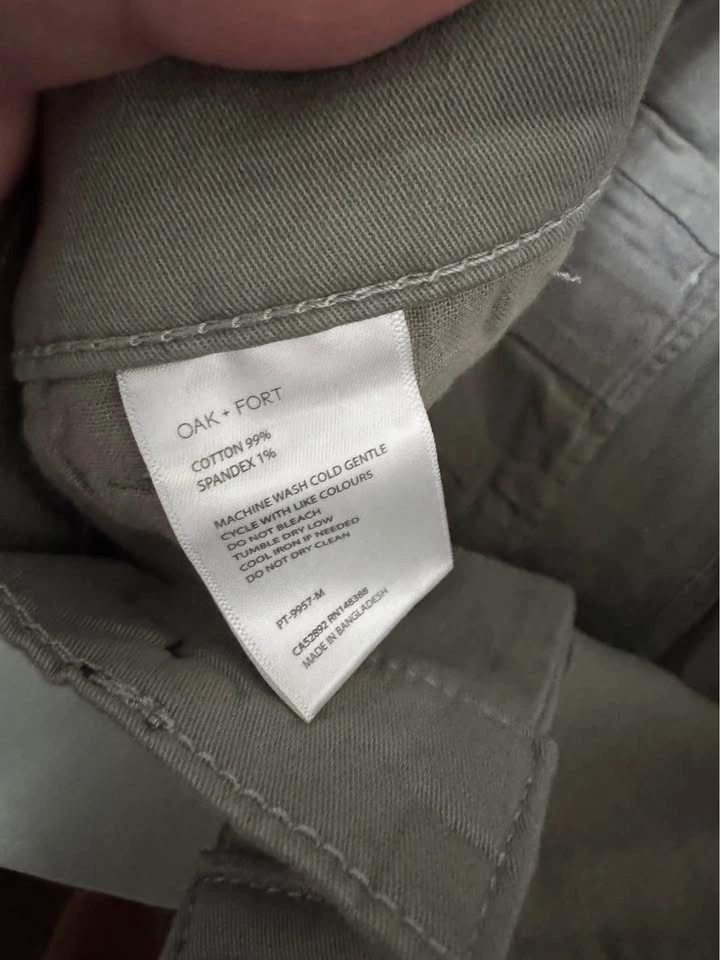 OAK + FORT
COTTON 99%
SPANDEX 1%
MACHINE WASH COLD GENTLE
CYCLE WITH LIKE COLOURS
DO NOT BLEACH
TUMBLE DRY LOW
COOL IRON IF NEEDED
DO NOT DRY CLEAN
PT-9957-M
CA52892 RN148388
MADE IN BANGLADESH